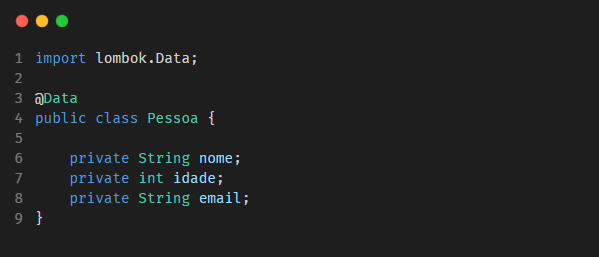 1 import lombok.Data;
2
3 @Data
4 public class Pessoa {
5
6     private String nome;
7     private int idade;
8     private String email;
9 }